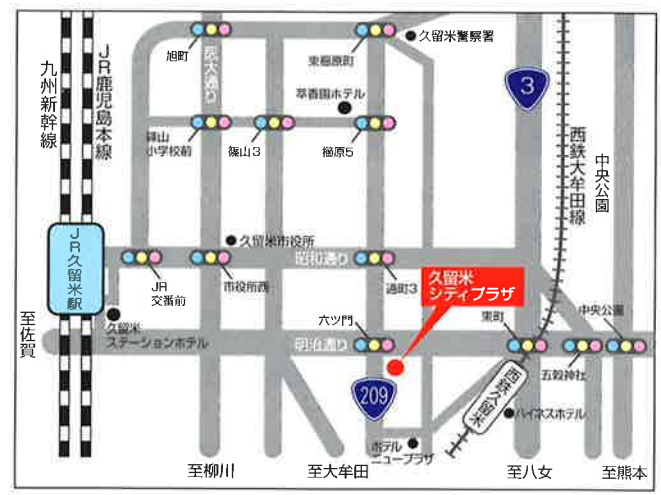 旭町
医大通り
東櫛原町
久留米警察署
3
JR鹿児島本線
九州新幹線
萃香園ホテル
篠山
小学校前
篠山3
櫛原5
西鉄大牟田線
中央公園
JR久留米駅
久留米市役所
昭和通り
JR
交番前
市役所西
通町3
久留米
シティプラザ
至佐賀
久留米
ステーションホテル
六ツ門
明治通り
東町
中央公園
五穀神社
209
西鉄久留米
ハイネスホテル
ホテル
ニュープラザ
至柳川
至大牟田
至八女
至熊本